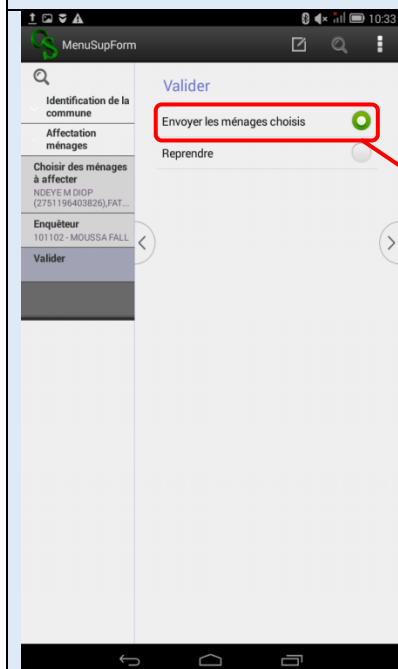 10:33
MenuSupForm
Identification de la
commune
Affectation
ménages
Choisir des ménages
à affecter
NDEYE M DIOP
(2751196403826),FAT...
Enquêteur
101102 - MOUSSA FALL
Valider
Valider
Envoyer les ménages choisis
Reprendre